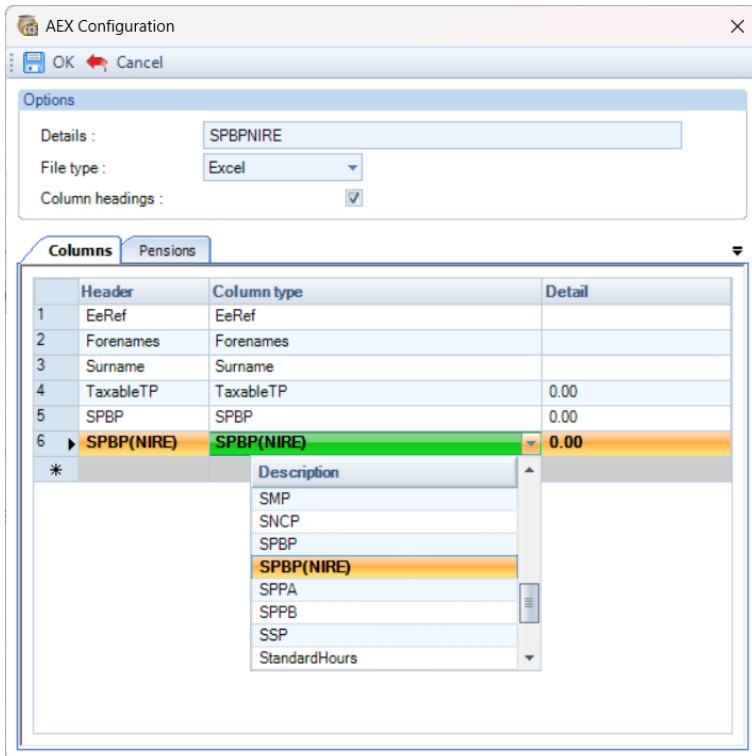 AEX Configuration
OK Cancel
Options
Details : SPBPNIRE
File type : Excel
Column headings :
Columns Pensions
Header Column type Detail
1 EeRef EeRef
2 Forenames Forenames
3 Surname Surname
4 TaxableTP TaxableTP 0.00
5 SPBP SPBP 0.00
6 SPBP(NIRE) SPBP(NIRE) 0.00
Description
SMP
SNCP
SPBP
SPBP(NIRE)
SPPA
SPPB
SSP
StandardHours